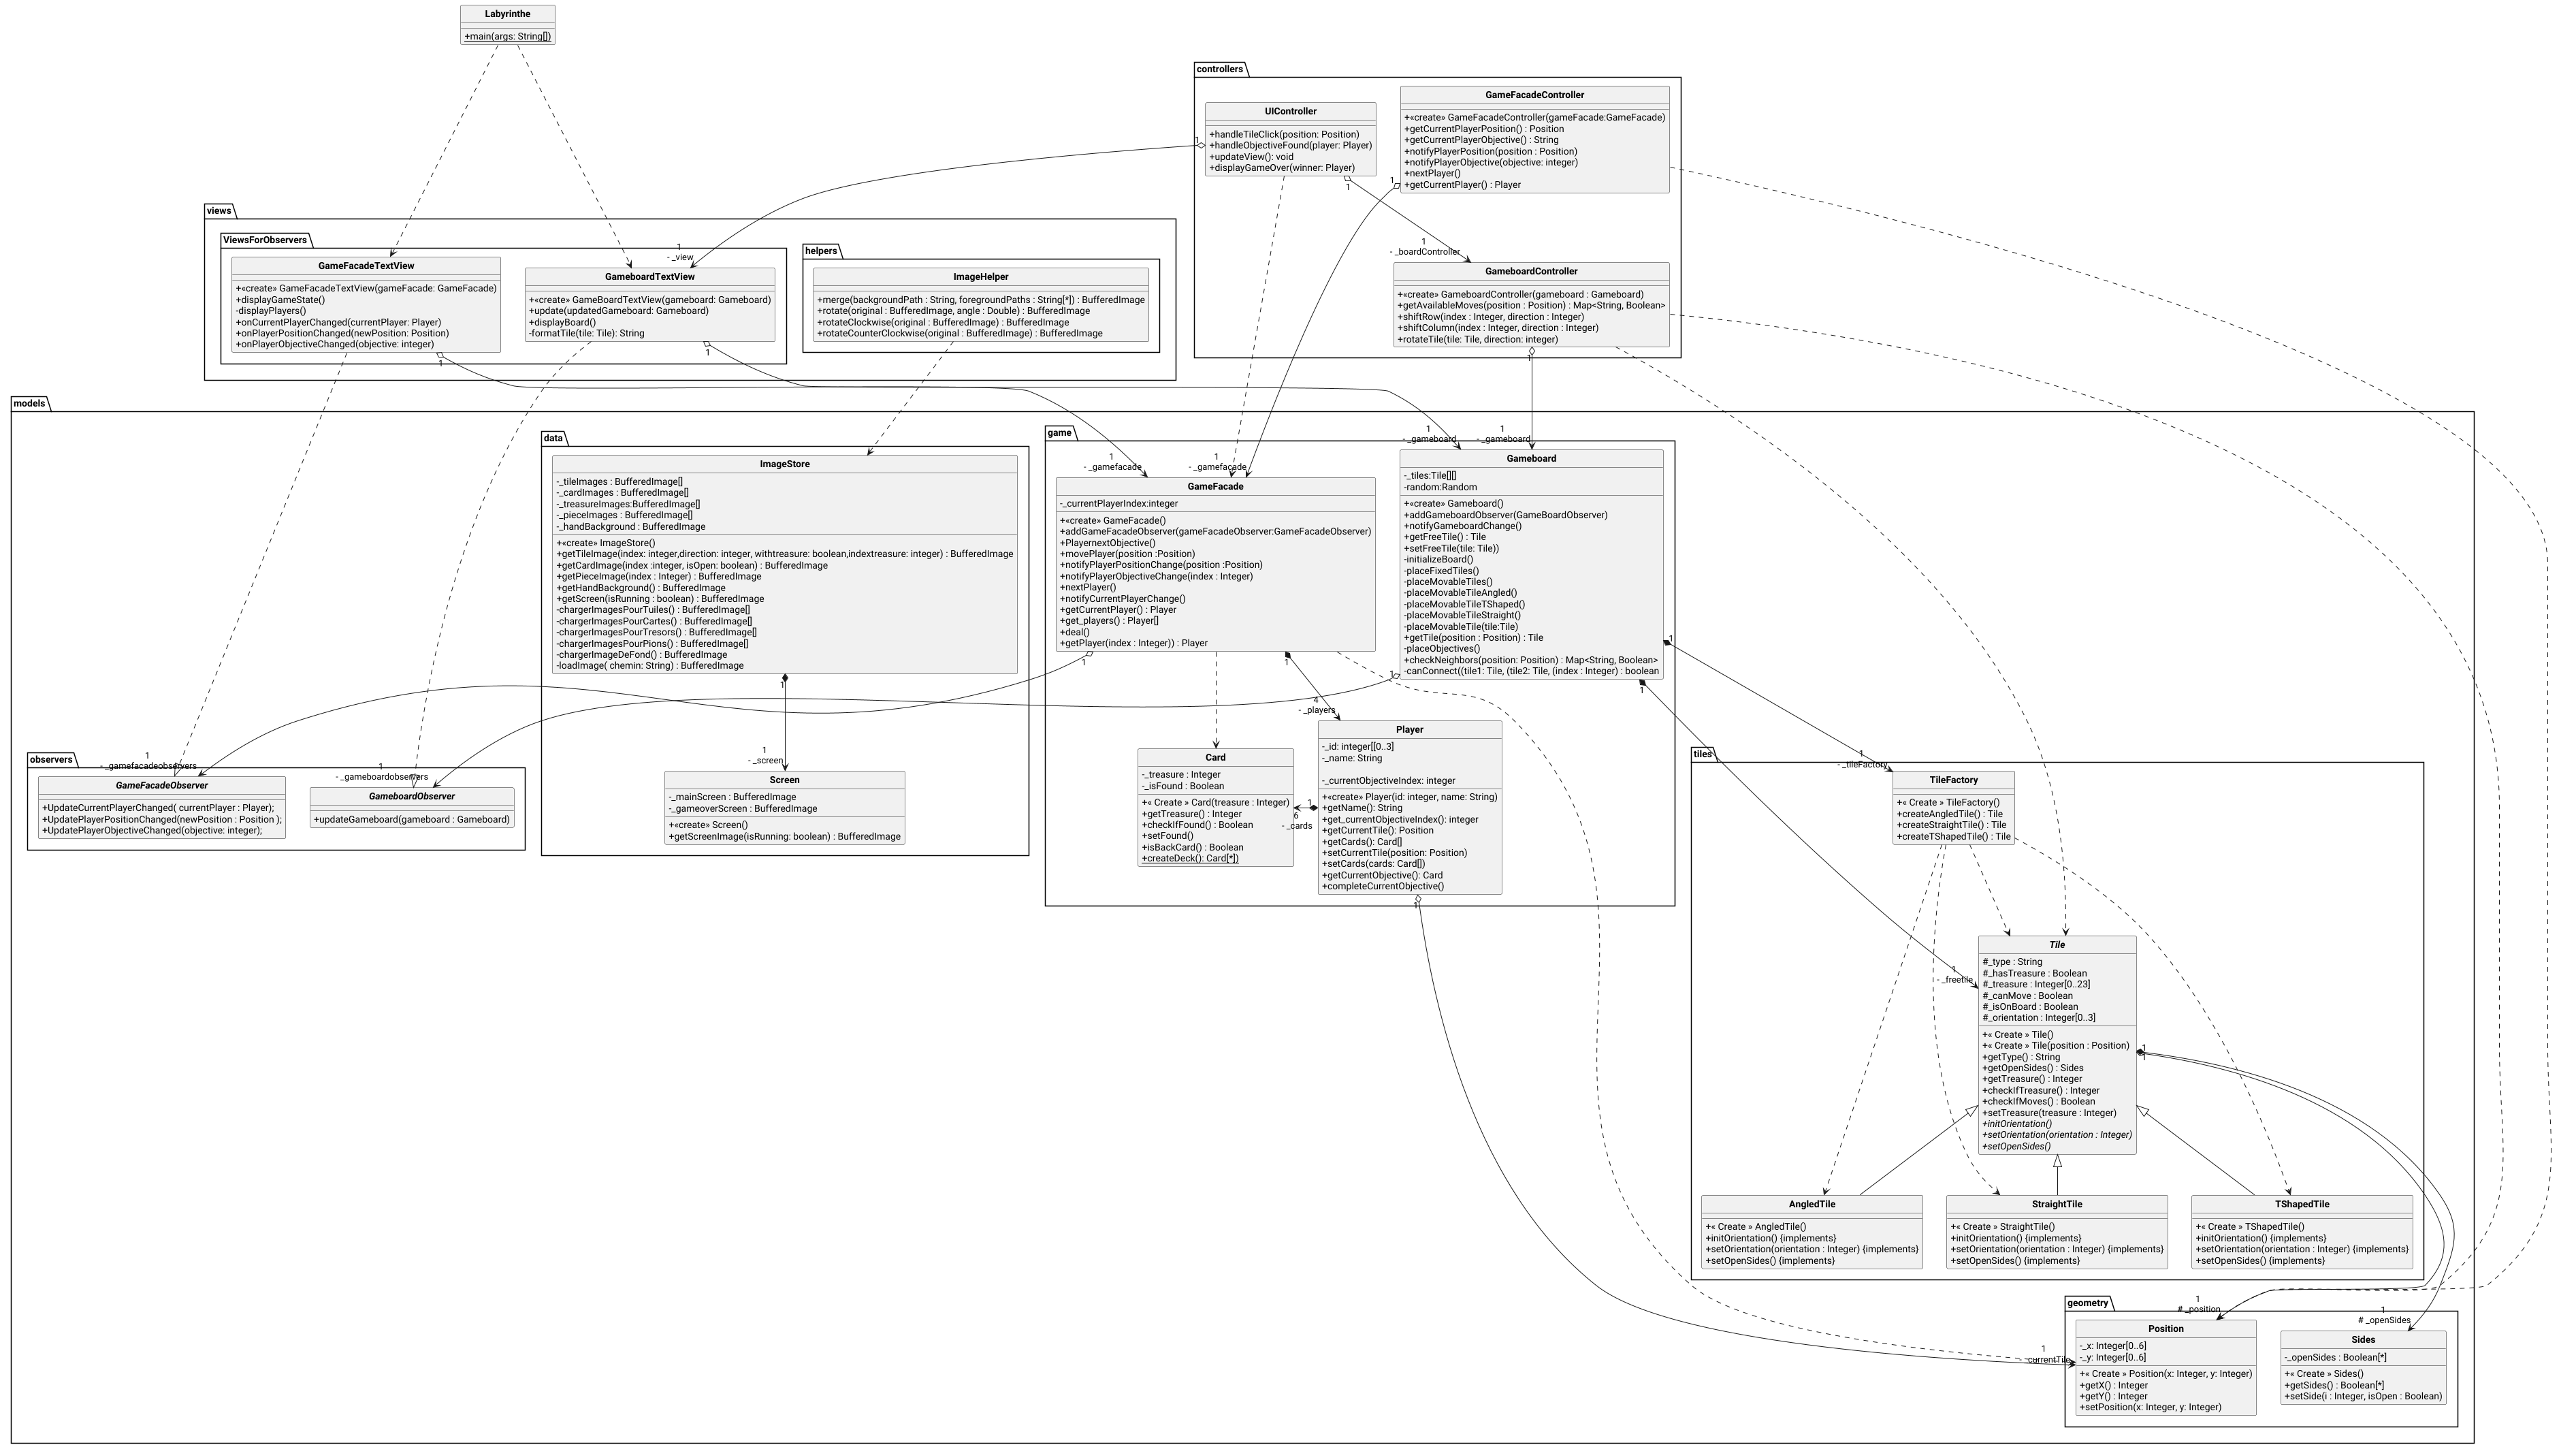 Labyrinthe
+main(args: String[])
controllers
UIController
+handleTileClick(position: Position)
+handleObjectiveFound(player: Player)
+updateView(): void
+displayGameOver(winner: Player)
GameFacadeController
+«create» GameFacadeController(gameFacade:GameFacade)
+getCurrentPlayerPosition() : Position
+getCurrentPlayerObjective() : String
+notifyPlayerPosition(position : Position)
+notifyPlayerObjective(objective: integer)
+nextPlayer()
+getCurrentPlayer() : Player
1
1
1
1
- _boardController
GameboardController
+«create» GameboardController(gameboard : Gameboard)
+getAvailableMoves(position : Position) : Map<String, Boolean>
+shiftRow(index : Integer, direction : Integer)
+shiftColumn(index : Integer, direction : Integer)
+rotateTile(tile: Tile, direction: integer)
1
views
ViewsForObservers
1
- _view
GameFacadeTextView
+«create» GameFacadeTextView(gameFacade: GameFacade)
+displayGameState()
-displayPlayers()
+onCurrentPlayerChanged(currentPlayer: Player)
+onPlayerPositionChanged(newPosition: Position)
+onPlayerObjectiveChanged(objective: integer)
1
GameboardTextView
+«create» GameBoardTextView(gameboard: Gameboard)
+update(updatedGameboard: Gameboard)
+displayBoard()
-formatTile(tile: Tile): String
1
helpers
ImageHelper
+merge(backgroundPath : String, foregroundPaths : String[*]) : BufferedImage
+rotate(original : BufferedImage, angle : Double) : BufferedImage
+rotateClockwise(original : BufferedImage) : BufferedImage
+rotateCounterClockwise(original : BufferedImage) : BufferedImage
models
data
ImageStore
-_tileImages : BufferedImage[]
-_cardImages : BufferedImage[]
-_treasureImages:BufferedImage[]
-_pieceImages : BufferedImage[]
-_handBackground : BufferedImage
+«create» ImageStore()
+getTileImage(index: integer,direction: integer, withtreasure: boolean,indextreasure: integer) : BufferedImage
+getCardImage(index :integer, isOpen: boolean) : BufferedImage
+getPieceImage(index : Integer) : BufferedImage
+getHandBackground() : BufferedImage
+getScreen(isRunning : boolean) : BufferedImage
-chargerImagesPourTuiles() : BufferedImage[]
-chargerImagesPourCartes() : BufferedImage[]
-chargerImagesPourTresors() : BufferedImage[]
-chargerImagesPourPions() : BufferedImage[]
-chargerImageDeFond() : BufferedImage
-loadImage( chemin: String) : BufferedImage
1
1
- _screen
Screen
-_mainScreen : BufferedImage
-_gameoverScreen : BufferedImage
+«create» Screen()
+getScreenImage(isRunning: boolean) : BufferedImage
game
1
- _gamefacade
1
- _gamefacade
1
- _gameboard
1
- _gameboard
GameFacade
-_currentPlayerIndex:integer
+«create» GameFacade()
+addGameFacadeObserver(gameFacadeObserver:GameFacadeObserver)
+PlayernextObjective()
+movePlayer(position :Position)
+notifyPlayerPositionChange(position :Position)
+notifyPlayerObjectiveChange(index : Integer)
+nextPlayer()
+notifyCurrentPlayerChange()
+getCurrentPlayer() : Player
+get_players() : Player[]
+deal()
+getPlayer(index : Integer)) : Player
1
1
Gameboard
-_tiles:Tile[][]
-random:Random
+«create» Gameboard()
+addGameboardObserver(GameBoardObserver)
+notifyGameboardChange()
+getFreeTile() : Tile
+setFreeTile(tile: Tile))
-initializeBoard()
-placeFixedTiles()
-placeMovableTiles()
-placeMovableTileAngled()
-placeMovableTileTShaped()
-placeMovableTileStraight()
-placeMovableTile(tile:Tile)
+getTile(position : Position) : Tile
-placeObjectives()
+checkNeighbors(position: Position) : Map<String, Boolean>
-canConnect((tile1: Tile, (tile2: Tile, (index : Integer) : boolean
1
1
1
4
- _players
Card
-_treasure : Integer
-_isFound : Boolean
+« Create » Card(treasure : Integer)
+getTreasure() : Integer
+checkIfFound() : Boolean
+setFound()
+isBackCard() : Boolean
+createDeck(): Card[*])
1
6
- _cards
Player
-_id: integer[[0..3]
-_name: String
-_currentObjectiveIndex: integer
+«create» Player(id: integer, name: String)
+getName(): String
+get_currentObjectiveIndex(): integer
+getCurrentTile(): Position
+getCards(): Card[]
+setCurrentTile(position: Position)
+setCards(cards: Card[])
+getCurrentObjective(): Card
+completeCurrentObjective()
1
observers
1
- _gamefacadeobservers
1
- _gameboardobservers
GameFacadeObserver
+UpdateCurrentPlayerChanged( currentPlayer : Player);
+UpdatePlayerPositionChanged(newPosition : Position );
+UpdatePlayerObjectiveChanged(objective: integer);
GameboardObserver
+updateGameboard(gameboard : Gameboard)
tiles
1
- _tileFactory
TileFactory
+« Create » TileFactory()
+createAngledTile() : Tile
+createStraightTile() : Tile
+createTShapedTile() : Tile
1
- _freetile
Tile
#_type : String
#_hasTreasure : Boolean
#_treasure : Integer[0..23]
#_canMove : Boolean
#_isOnBoard : Boolean
#_orientation : Integer[0..3]
+« Create » Tile()
+« Create » Tile(position : Position)
+getType() : String
+getOpenSides() : Sides
+getTreasure() : Integer
+checkIfTreasure() : Integer
+checkIfMoves() : Boolean
+setTreasure(treasure : Integer)
+initOrientation()
+setOrientation(orientation : Integer)
+setOpenSides()
1
1
AngledTile
+« Create » AngledTile()
+initOrientation() {implements}
+setOrientation(orientation : Integer) {implements}
+setOpenSides() {implements}
StraightTile
+« Create » StraightTile()
+initOrientation() {implements}
+setOrientation(orientation : Integer) {implements}
+setOpenSides() {implements}
TShapedTile
+« Create » TShapedTile()
+initOrientation() {implements}
+setOrientation(orientation : Integer) {implements}
+setOpenSides() {implements}
geometry
1
# _position
1
# _openSides
1
currentTile
Position
-_x: Integer[0..6]
-_y: Integer[0..6]
+« Create » Position(x: Integer, y: Integer)
+getX() : Integer
+getY() : Integer
+setPosition(x: Integer, y: Integer)
Sides
-_openSides : Boolean[*]
+« Create » Sides()
+getSides() : Boolean[*]
+setSide(i : Integer, isOpen : Boolean)